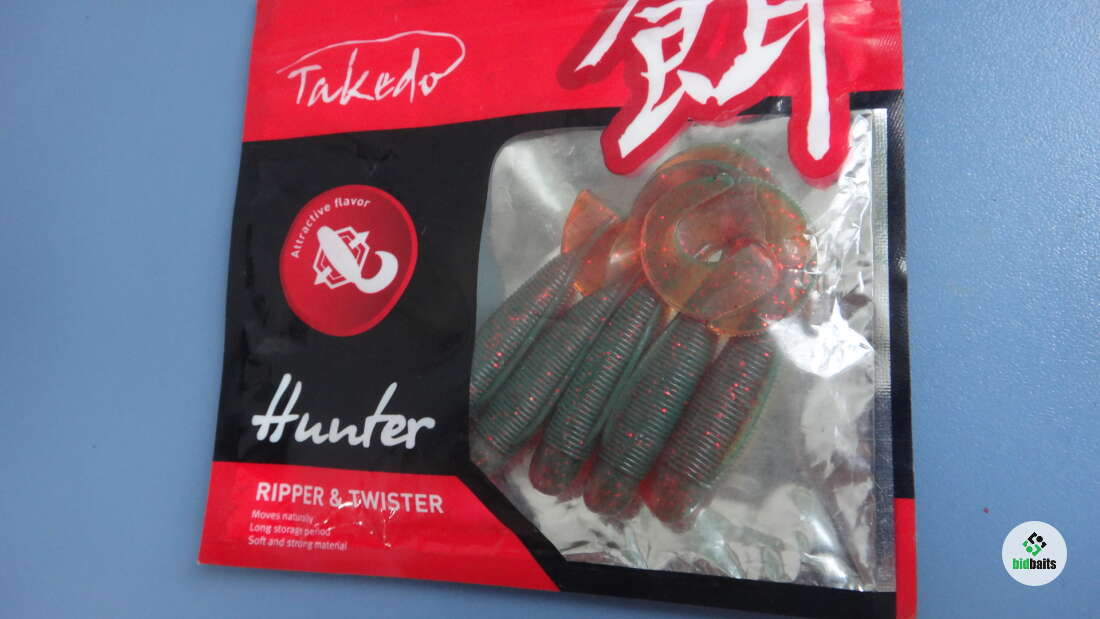 餌
Takedo
Attractive flavor
Hunter
RIPPER & TWISTER
Moves naturally
Long storage period
Soft and strong material
bidbaits